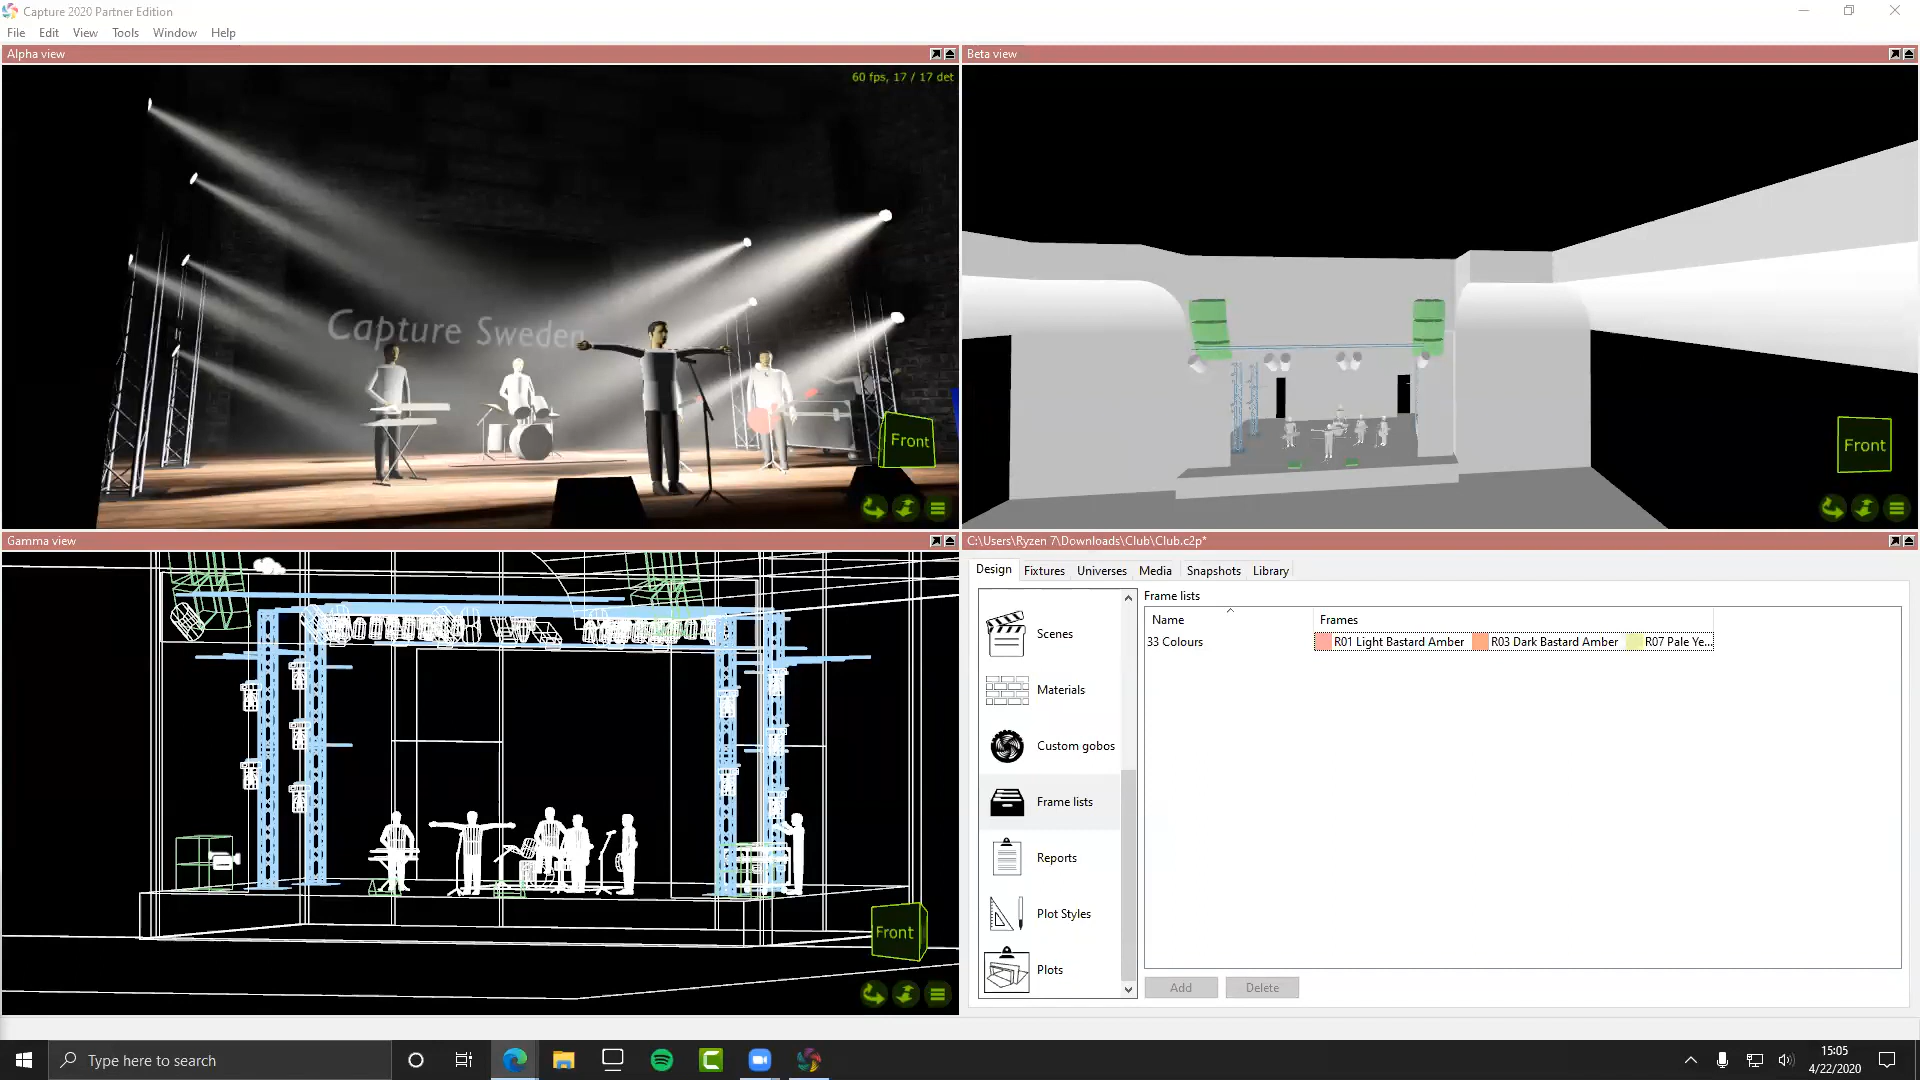 Capture 2020 Partner Edition
File Edit View Tools Window Help
Alpha view
60 fps, 17 / 17 det
Capture Sweden
Front
Beta view
Front
Gamma view
Front
C:\Users\Ryzen 7\Downloads\Club\Club.c2p*
Design Fixtures Universes Media Snapshots Library
Scenes
Materials
Custom gobos
Frame lists
Reports
Plot Styles
Plots
Frame lists
Name Frames
33 Colours R01 Light Bastard Amber R03 Dark Bastard Amber R07 Pale Ye...
Add Delete
Type here to search
15:05
4/22/2020